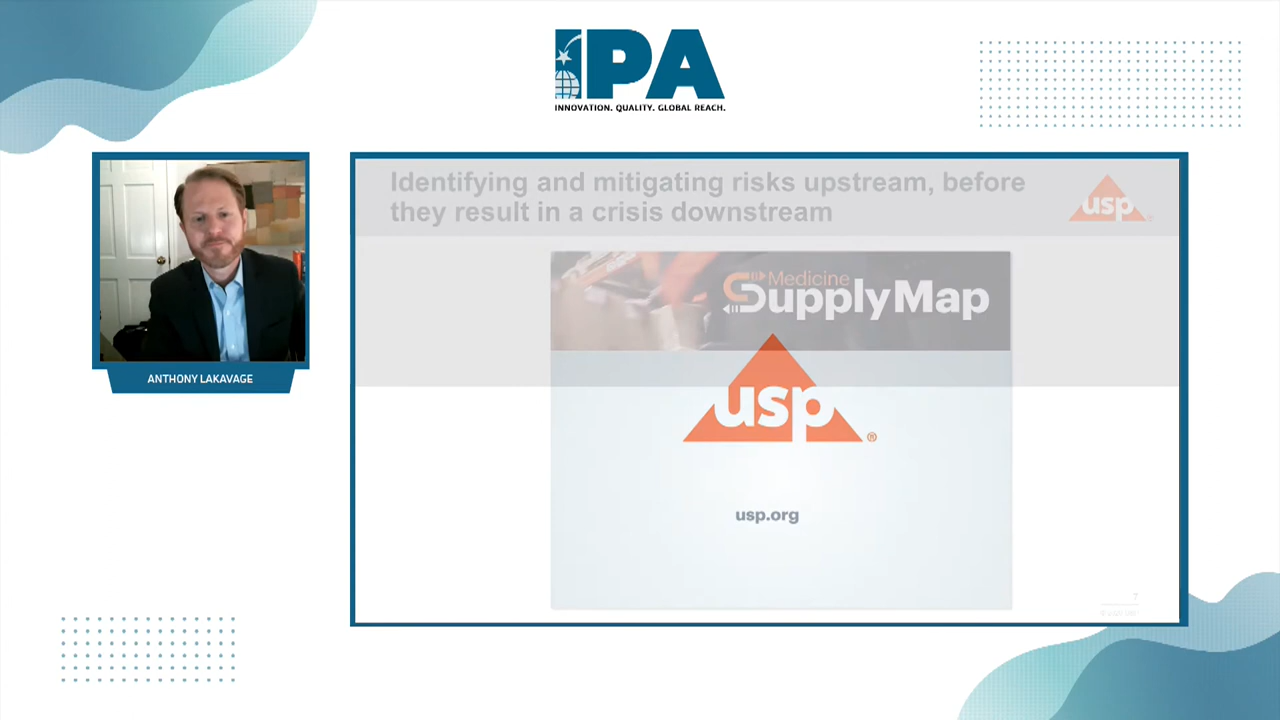 IPA
INNOVATION. QUALITY. GLOBAL REACH.
Identifying and mitigating risks upstream, before
they result in a crisis downstream
usp
Medicine
SupplyMap
usp
®
usp.org
7
ANTHONY LAKAVAGE